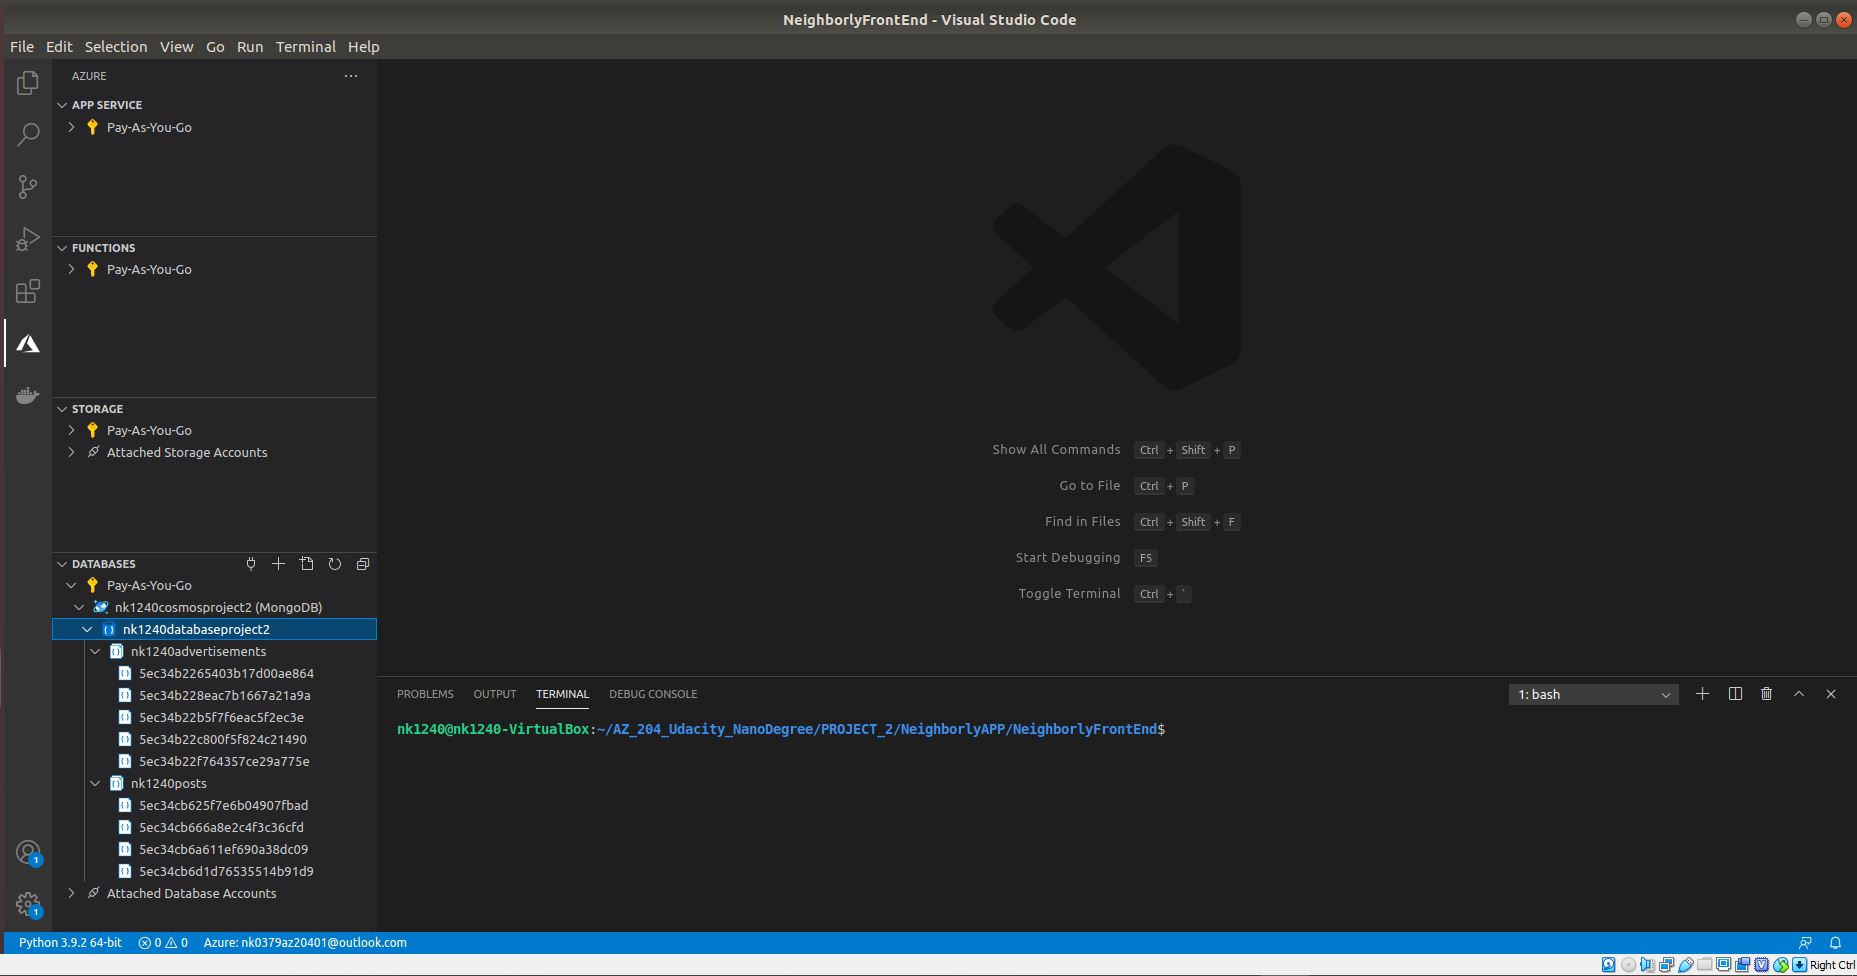 NeighborlyFrontEnd - Visual Studio Code
File Edit Selection View Go Run Terminal Help
AZURE
APP SERVICE
Pay-As-You-Go
FUNCTIONS
Pay-As-You-Go
STORAGE
Pay-As-You-Go
Attached Storage Accounts
DATABASES
Pay-As-You-Go
nk1240cosmosproject2 (MongoDB)
nk1240databaseproject2
nk1240advertisements
5ec34b2265403b17d00ae864
5ec34b228eac7b1667a21a9a
5ec34b22b5f7f6eac5f2ec3e
5ec34b22c800f5f824c21490
5ec34b22f764357ce29a775e
nk1240posts
5ec34cb625f7e6b04907fbad
5ec34cb666a8e2c4f3c36cfd
5ec34cb6a611ef690a38dc09
5ec34cb6d1d76535514b91d9
Attached Database Accounts
1
1
Show All Commands Ctrl + Shift + P
Go to File Ctrl + P
Find in Files Ctrl + Shift + F
Start Debugging F5
Toggle Terminal Ctrl + `
PROBLEMS OUTPUT TERMINAL DEBUG CONSOLE 1: bash
nk1240@nk1240-VirtualBox:~/AZ_204_Udacity_NanoDegree/PROJECT_2/NeighborlyAPP/NeighborlyFrontEnd$
Python 3.9.2 64-bit 0 0 Azure: nk0379az20401@outlook.com
Right Ctrl